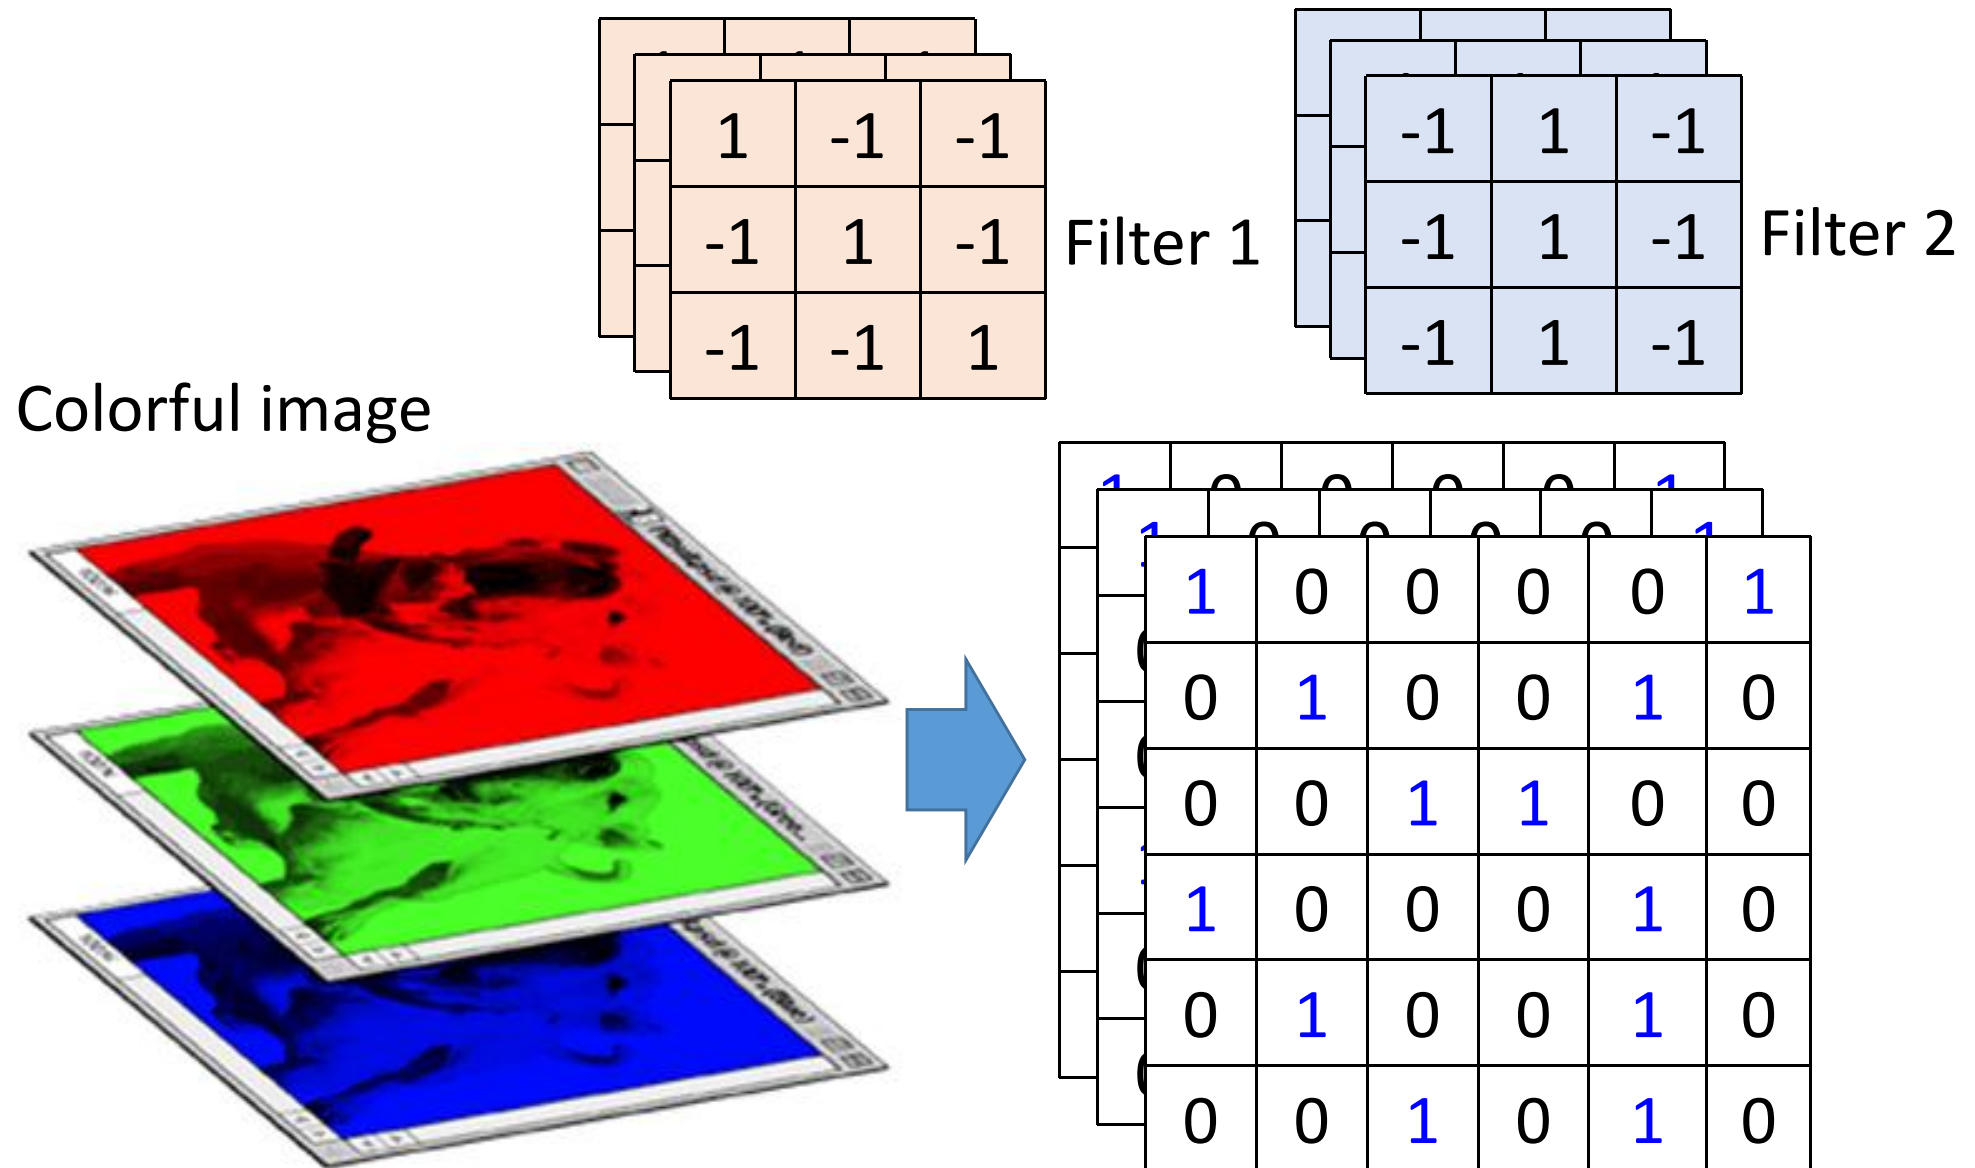 1 -1 -1
-1 1 -1
-1 -1 1
Filter 1
-1 1 -1
-1 1 -1
-1 1 -1
Filter 2
Colorful image
1 0 0 0 0 1
0 1 0 0 1 0
0 0 1 1 0 0
1 0 0 0 1 0
0 1 0 0 1 0
0 0 1 0 1 0